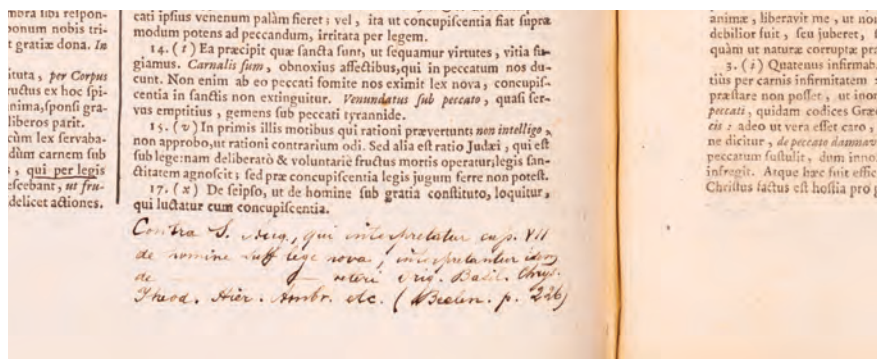 mbra sibi respon-
ponum nobis tri-
t gratiæ dona. In
ituta, per Corpus
ructus ex hoc spi-
nima, sponsi gra-
liberos parit.
cùm lex servaba-
dùm carnem sub
, qui per legis
escebant, ut fru-
delicet actiones.
cati ipsius venenum palàm fieret; vel, ita ut concupiscentia fiat supra
modum potens ad peccandum, irritata per legem.
14. (t) Ea præcipit quæ sancta sunt, ut sequamur virtutes, vitia fu-
giamus. Carnalis sum, obnoxius affectibus, qui in peccatum nos du-
cunt. Non enim ab eo peccati fomite nos eximit lex nova, concupis-
centia in sanctis non extinguitur. Venundatus sub peccato, quasi ser-
vus emptitius, gemens sub peccati tyrannide.
15. (v) In primis illis motibus qui rationi prævertunt: non intelligo,
non approbo, ut rationi contrarium odi. Sed alia est ratio Judæi, qui est
sub lege: nam deliberatò & voluntariè fructus mortis operatur, legis san-
ctitatem agnoscit; sed præ concupiscentia legis jugum ferre non potest.
17. (x) De seipso, ut de homine sub gratia constituto, loquitur,
qui luctatur cum concupiscentia.
Contra S. Aug., qui interpretatur cap. VII
de homine sub lege nova, interpretantur idem
de — veteri Orig. Basil. Chrys.
Theod. Hier. Ambr. etc. (Beelen. p. 226)
animæ, liberavit me, ut non
debilior fuit, seu juberet,
quàm ut naturæ corruptæ
3. (i) Quatenus infirmab.
tiùs per carnis infirmitatem
præstare non posset, ut
peccati, quidam codices
cis: adeo ut vera esset caro,
ne dicitur, de peccato damnav
peccatum sustulit, dum inno
infregit. Atque hæc fuit effic
Christus factus est hostia pro